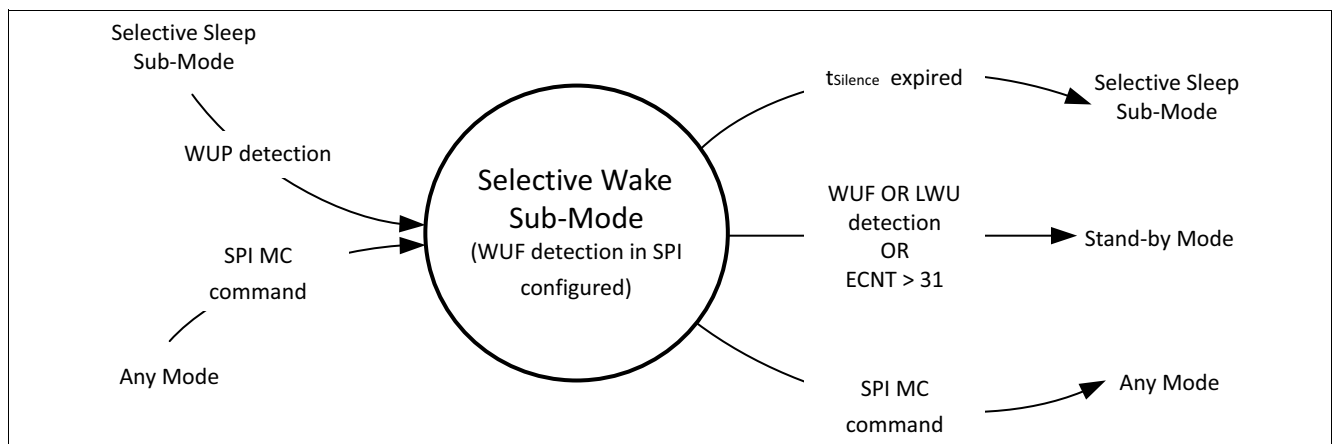 Selective Sleep
Sub-Mode
WUP detection
SPI MC
command
Any Mode
Selective Wake
Sub-Mode
(WUF detection in SPI
configured)
tSilence expired
Selective Sleep
Sub-Mode
WUF OR LWU
detection
OR
ECNT > 31
Stand-by Mode
SPI MC
command
Any Mode